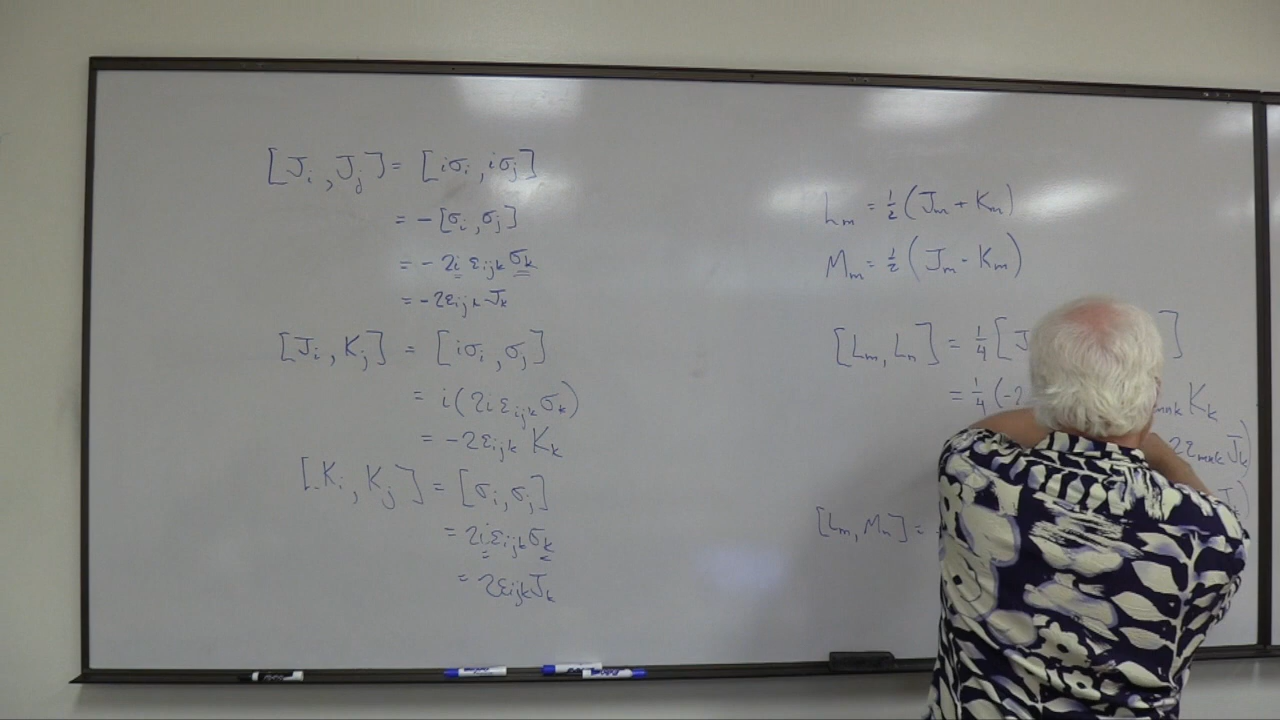 [J_i, J_j] = [iσ_i, iσ_j]
= -[σ_i, σ_j]
= -2i ε_ijk σ_k
= -2ε_ijk J_k
[J_i, K_j] = [iσ_i, σ_j]
= i(2i ε_ijk σ_k)
= -2ε_ijk K_k
[K_i, K_j] = [σ_i, σ_j]
= 2iε_ijk σ_k
= 2ε_ijk J_k
L_m = 1/2 (J_m + K_m)
M_m = 1/2 (J_m - K_m)
[L_m, L_n] = 1/4 [J ]
= 1/4 (-2 mnk K_k
2ε_mnk J_k)
[L_m, M_n] =